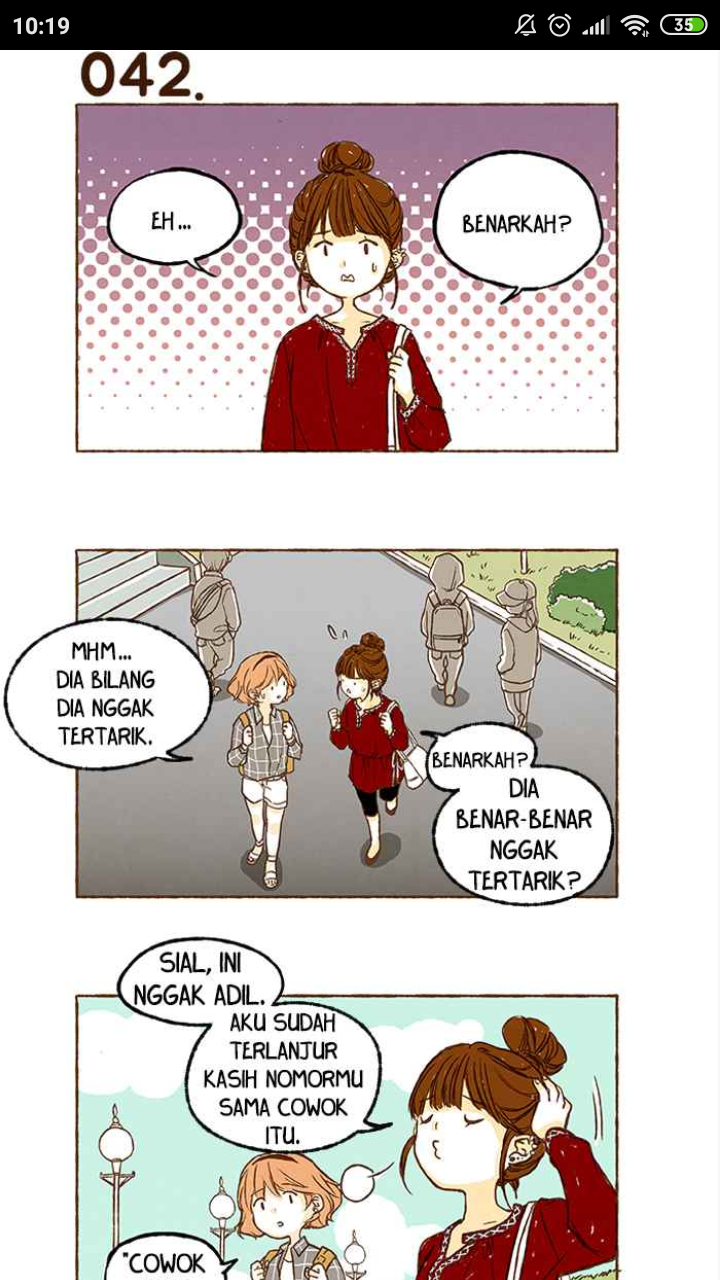 10:19
35
042.
EH...
BENARKAH?
MHM...
DIA BILANG
DIA NGGAK
TERTARIK.
BENARKAH?
DIA
BENAR-BENAR
NGGAK
TERTARIK?
SIAL, INI
NGGAK ADIL.
AKU SUDAH
TERLANJUR
KASIH NOMORMU
SAMA COWOK
ITU.
"COWOK